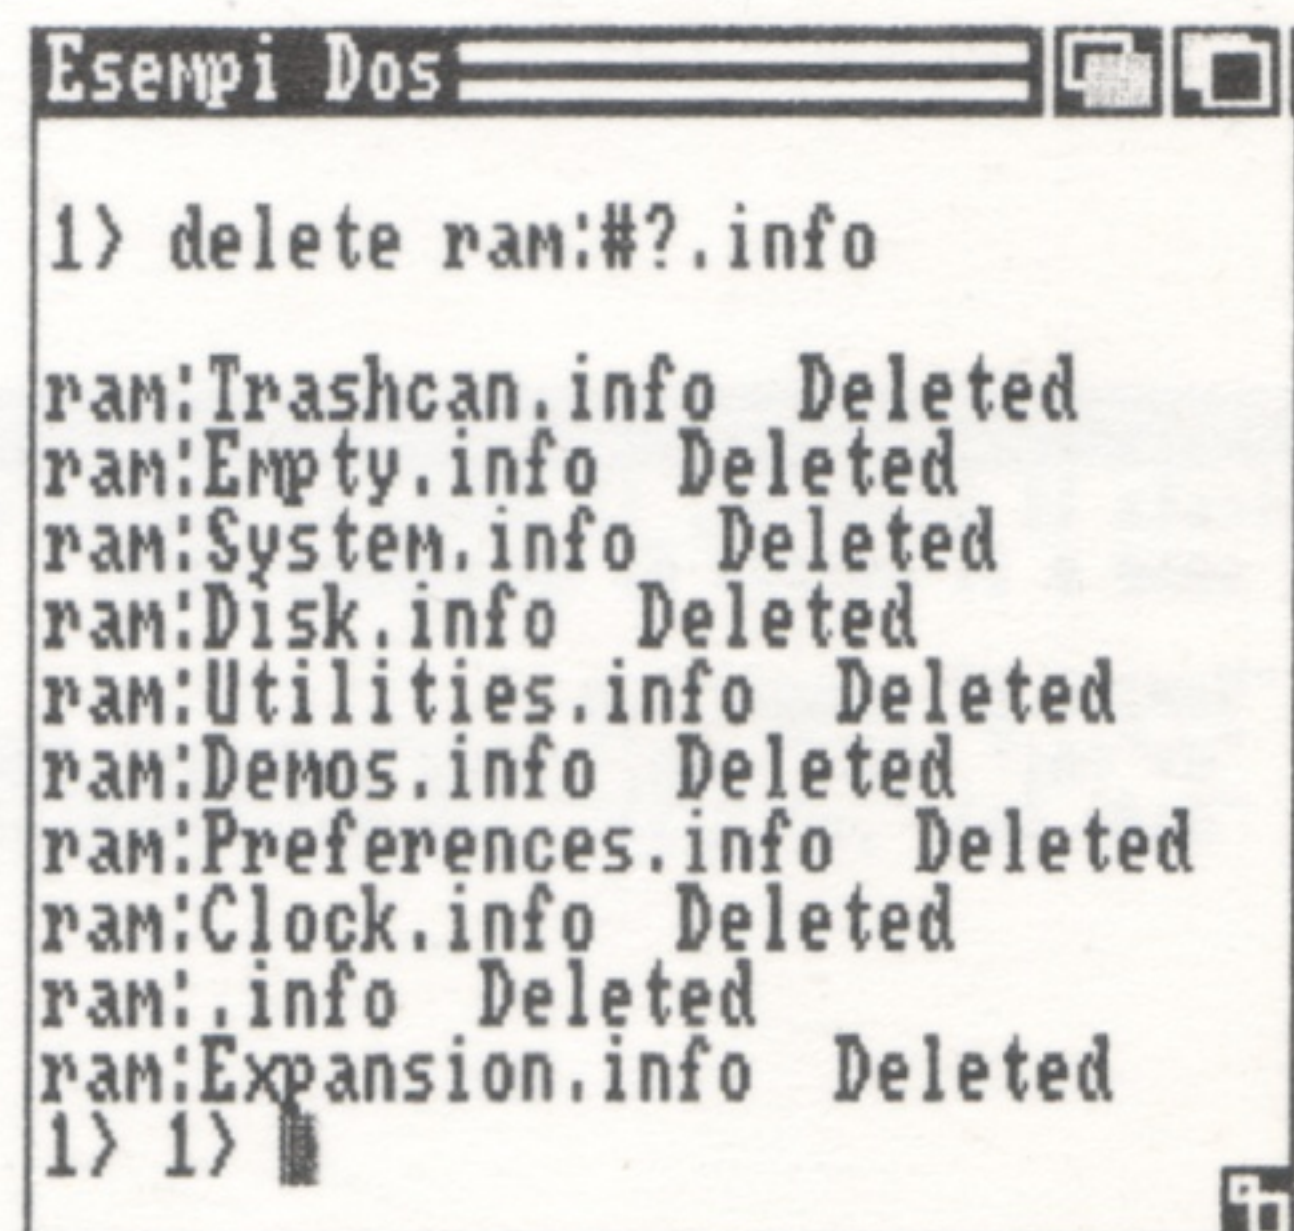 Esempi Dos
1> delete ram:#?.info
ram:Trashcan.info  Deleted
ram:Empty.info  Deleted
ram:System.info  Deleted
ram:Disk.info  Deleted
ram:Utilities.info  Deleted
ram:Demos.info  Deleted
ram:Preferences.info  Deleted
ram:Clock.info  Deleted
ram:.info  Deleted
ram:Expansion.info  Deleted
1> 1>